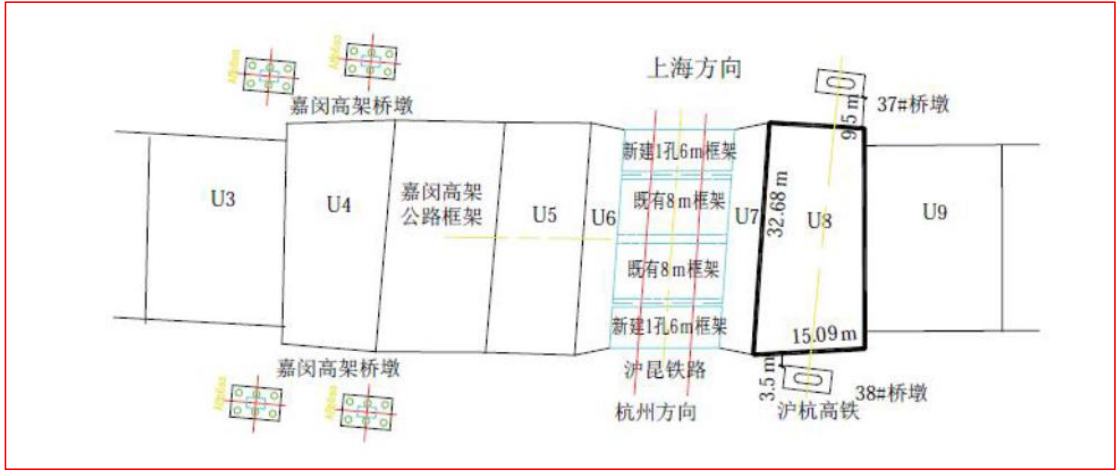 上海方向
嘉闵高架桥墩
37#桥墩
9.5 m
新建1孔6m框架
U3
U4
嘉闵高架
公路框架
U5
U6
既有8m框架
U7
32.68 m
U8
U9
既有8m框架
新建1孔6m框架
15.09 m
嘉闵高架桥墩
沪昆铁路
3.5 m
38#桥墩
杭州方向
沪杭高铁